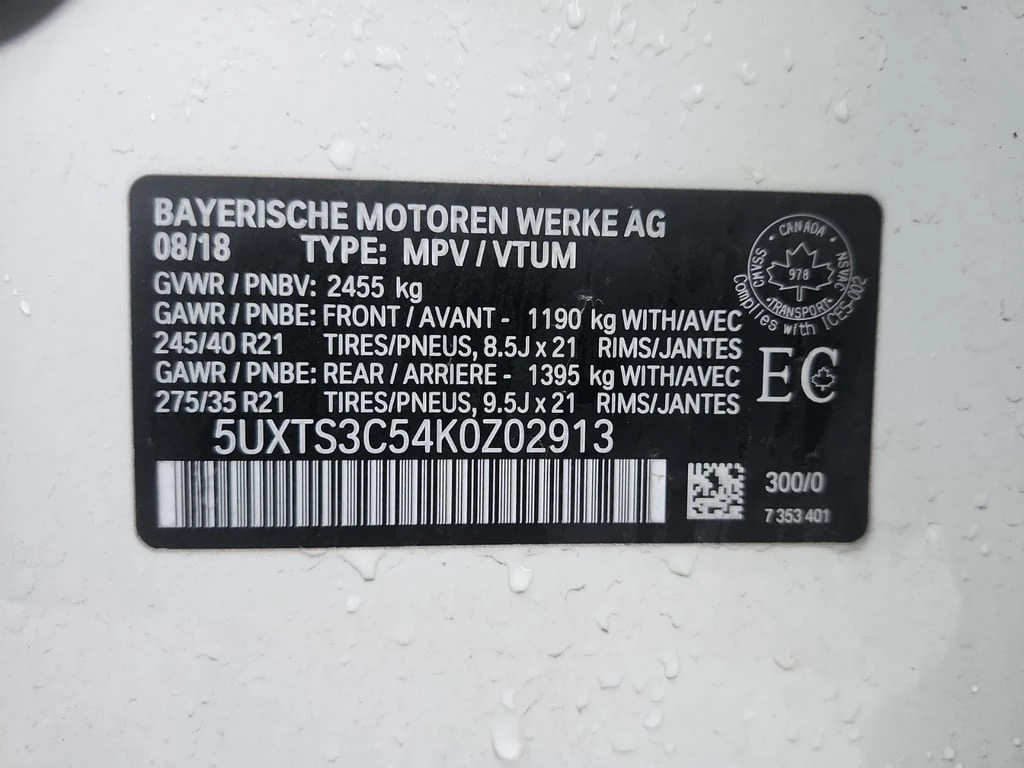 BAYERISCHE MOTOREN WERKE AG
08/18 TYPE: MPV / VTUM
GVWR / PNBV: 2455 kg
GAWR / PNBE: FRONT / AVANT - 1190 kg WITH/AVEC
245/40 R21 TIRES/PNEUS, 8.5J x 21 RIMS/JANTES
GAWR / PNBE: REAR / ARRIERE - 1395 kg WITH/AVEC
275/35 R21 TIRES/PNEUS, 9.5J x 21 RIMS/JANTES
5UXTS3C54K0Z02913
CANADA
CMVSS
NSVAC
978
TRANSPORT
Complies with ICES-002
EC
300/0
7 353 401